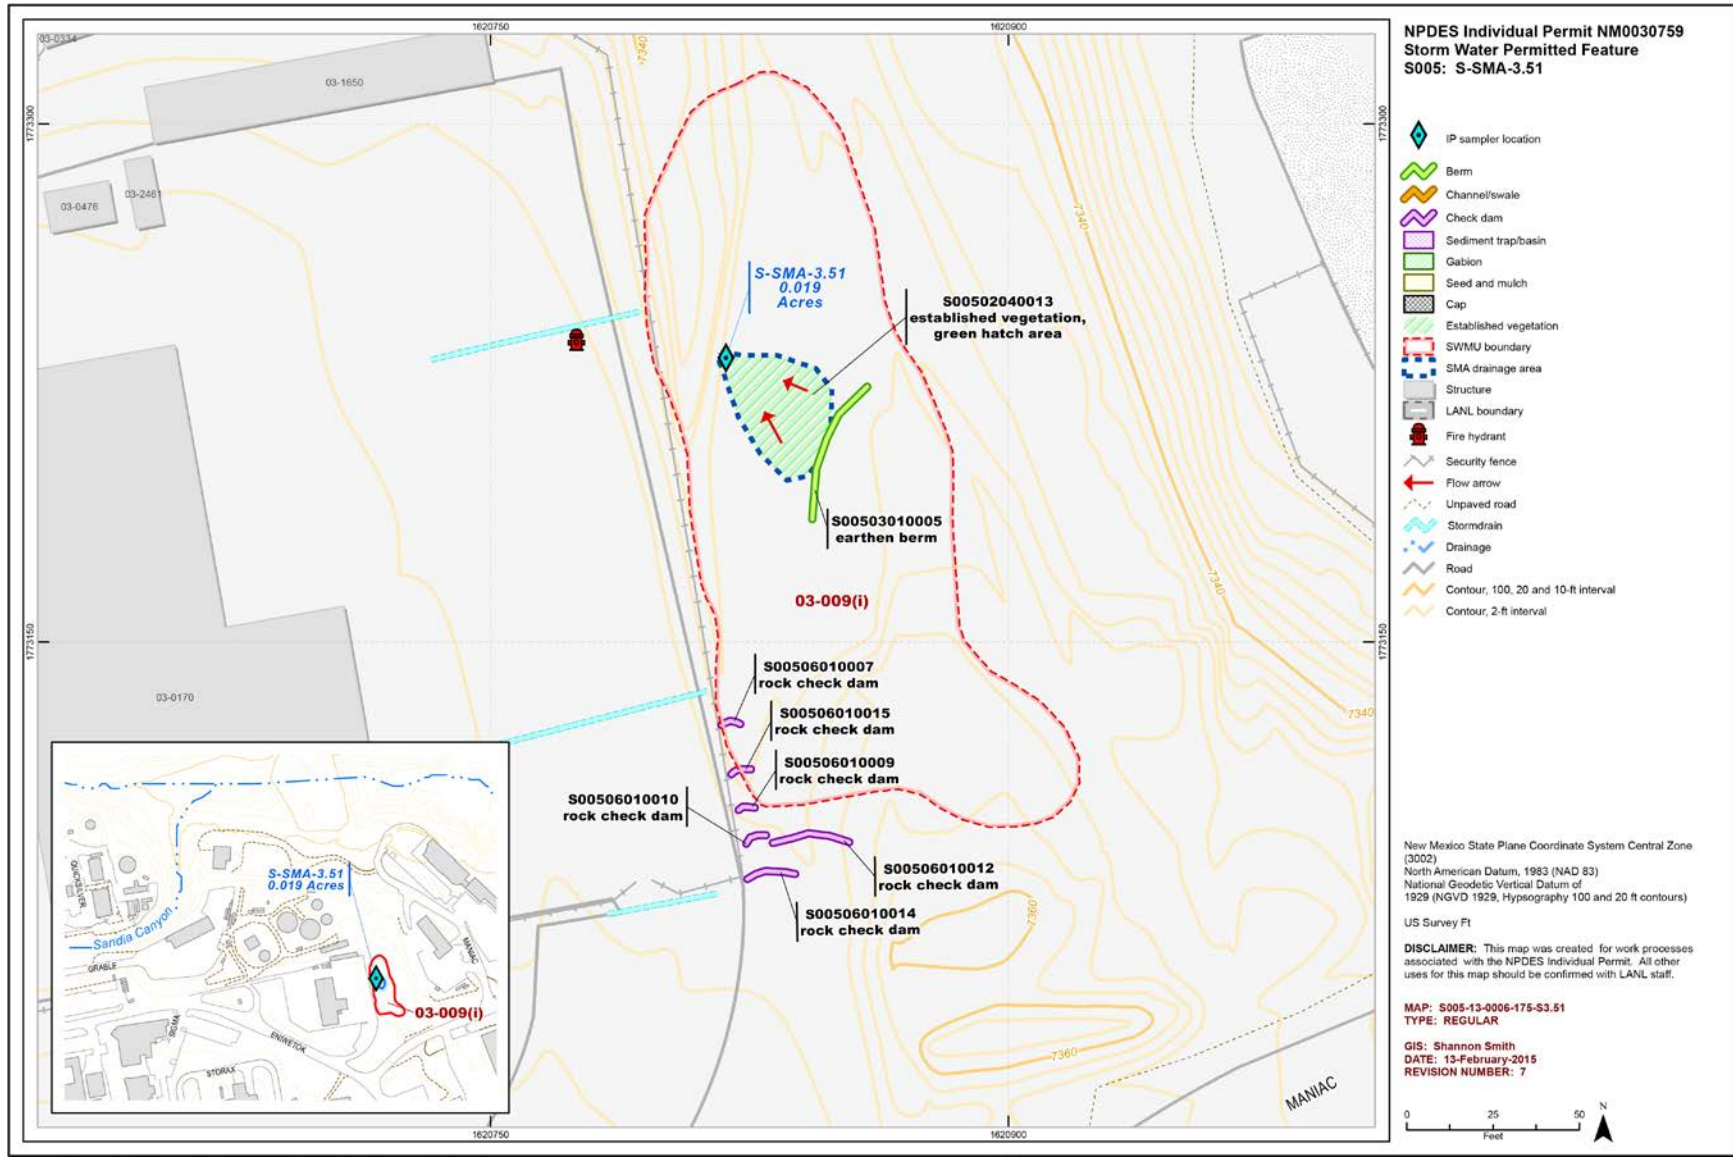 1620750
1620900
03-0334
7340
03-1650
1773300
1773300
03-2461
03-0476
7340
S-SMA-3.51
0.019
Acres
S00502040013
established vegetation,
green hatch area
S00503010005
earthen berm
7340
03-009(i)
1773150
1773150
S00506010007
rock check dam
03-0170
7340
S00506010015
rock check dam
S00506010009
rock check dam
S00506010010
rock check dam
S00506010012
rock check dam
S00506010014
rock check dam
7360
7360
MANIAC
1620750
1620900
S-SMA-3.51
0.019 Acres
QUICKSILVER
Sandia Canyon
GRABLE
MANIAC
03-009(i)
SIGMA
ENIWETOK
STORAX
NPDES Individual Permit NM0030759
Storm Water Permitted Feature
S005: S-SMA-3.51
IP sampler location
Berm
Channel/swale
Check dam
Sediment trap/basin
Gabion
Seed and mulch
Cap
Established vegetation
SWMU boundary
SMA drainage area
Structure
LANL boundary
Fire hydrant
Security fence
Flow arrow
Unpaved road
Stormdrain
Drainage
Road
Contour, 100, 20 and 10-ft interval
Contour, 2-ft interval
New Mexico State Plane Coordinate System Central Zone
(3002)
North American Datum, 1983 (NAD 83)
National Geodetic Vertical Datum of
1929 (NGVD 1929, Hypsography 100 and 20 ft contours)
US Survey Ft
DISCLAIMER: This map was created for work processes
associated with the NPDES Individual Permit. All other
uses for this map should be confirmed with LANL staff.
MAP: S005-13-0006-175-S3.51
TYPE: REGULAR
GIS: Shannon Smith
DATE: 13-February-2015
REVISION NUMBER: 7
0 25 50
Feet
N